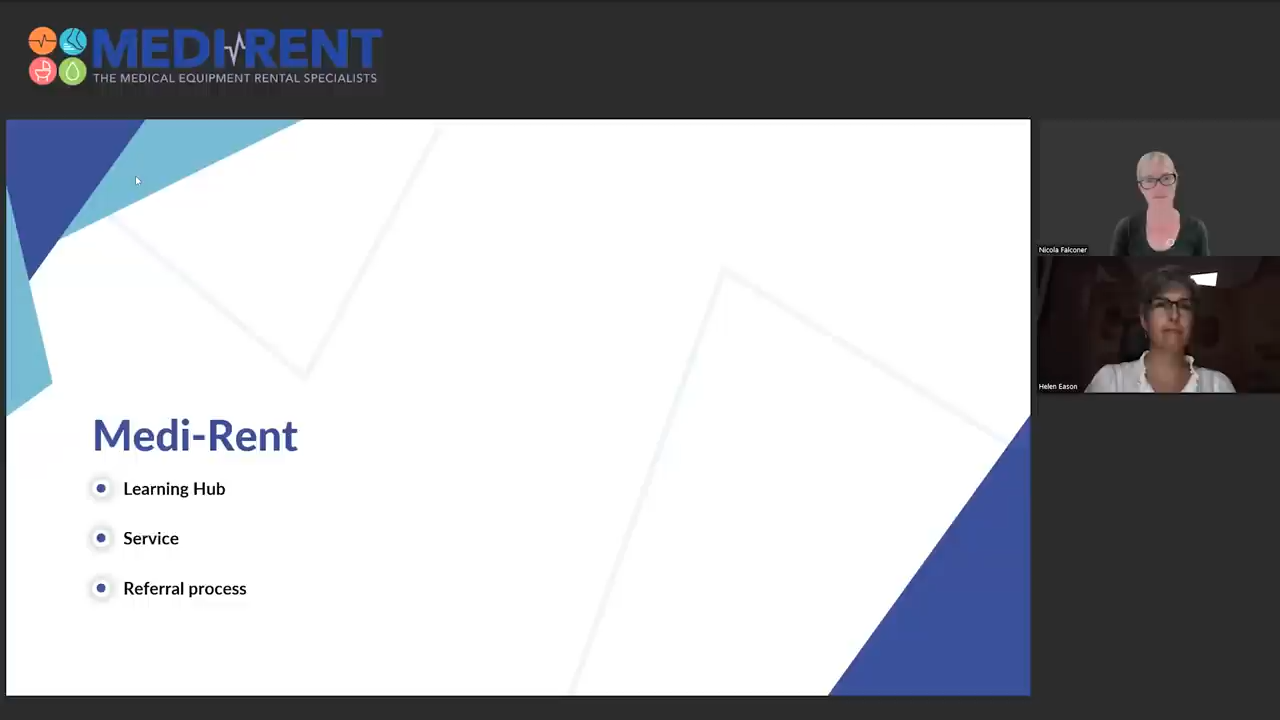 MEDI-RENT
THE MEDICAL EQUIPMENT RENTAL SPECIALISTS
Nicola Falconer
Helen Eason
Medi-Rent
Learning Hub
Service
Referral process